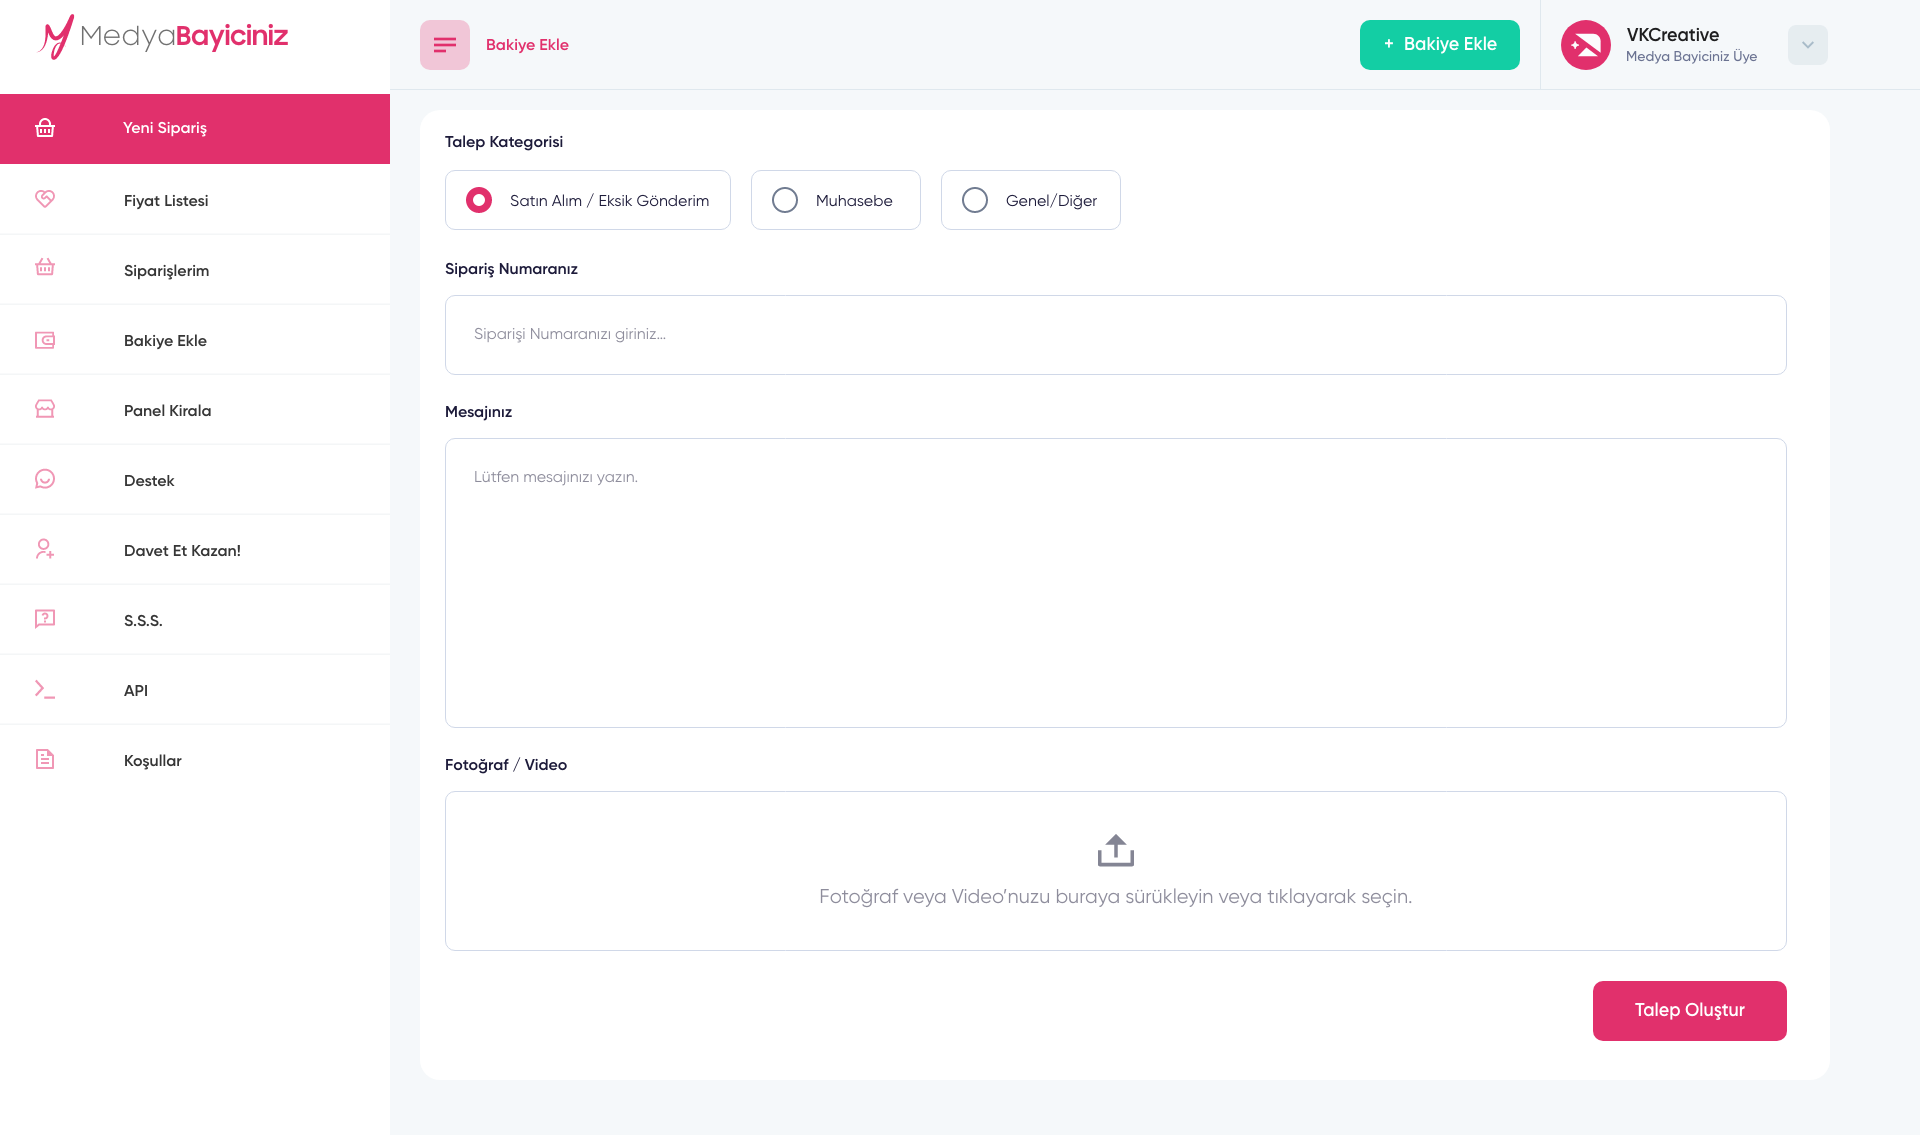 MedyaBayiciniz
Yeni Sipariş
Fiyat Listesi
Siparişlerim
Bakiye Ekle
Panel Kirala
Destek
Davet Et Kazan!
S.S.S.
API
Koşullar
Bakiye Ekle
+ Bakiye Ekle
VKCreative
Medya Bayiciniz Üye
Talep Kategorisi
Satın Alım / Eksik Gönderim
Muhasebe
Genel/Diğer
Sipariş Numaranız
Siparişi Numaranızı giriniz...
Mesajınız
Lütfen mesajınızı yazın.
Fotoğraf / Video
Fotoğraf veya Video’nuzu buraya sürükleyin veya tıklayarak seçin.
Talep Oluştur